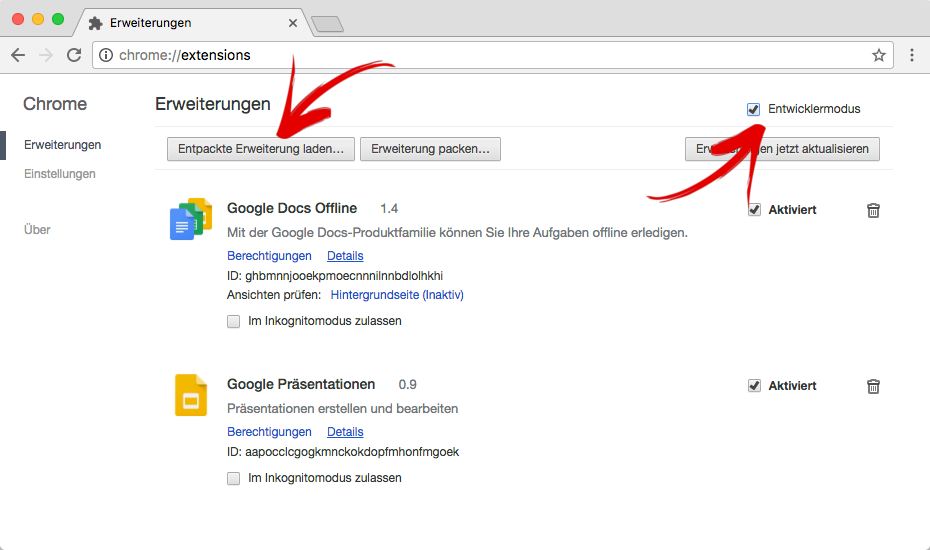 Erweiterungen
chrome://extensions
Chrome
Erweiterungen
Entwicklermodus
Erweiterungen
Entpackte Erweiterung laden...
Erweiterung packen...
jetzt aktualisieren
Einstellungen
Google Docs Offline 1.4
Aktiviert
Über
Mit der Google Docs-Produktfamilie können Sie Ihre Aufgaben offline erledigen.
Berechtigungen Details
ID: ghbmnnjooekpmoecnnnilnnbdlolhkhi
Ansichten prüfen: Hintergrundseite (Inaktiv)
Im Inkognitomodus zulassen
Google Präsentationen 0.9
Aktiviert
Präsentationen erstellen und bearbeiten
Berechtigungen Details
ID: aapocclcgogkmnckokdopfmhonfmgoek
Im Inkognitomodus zulassen